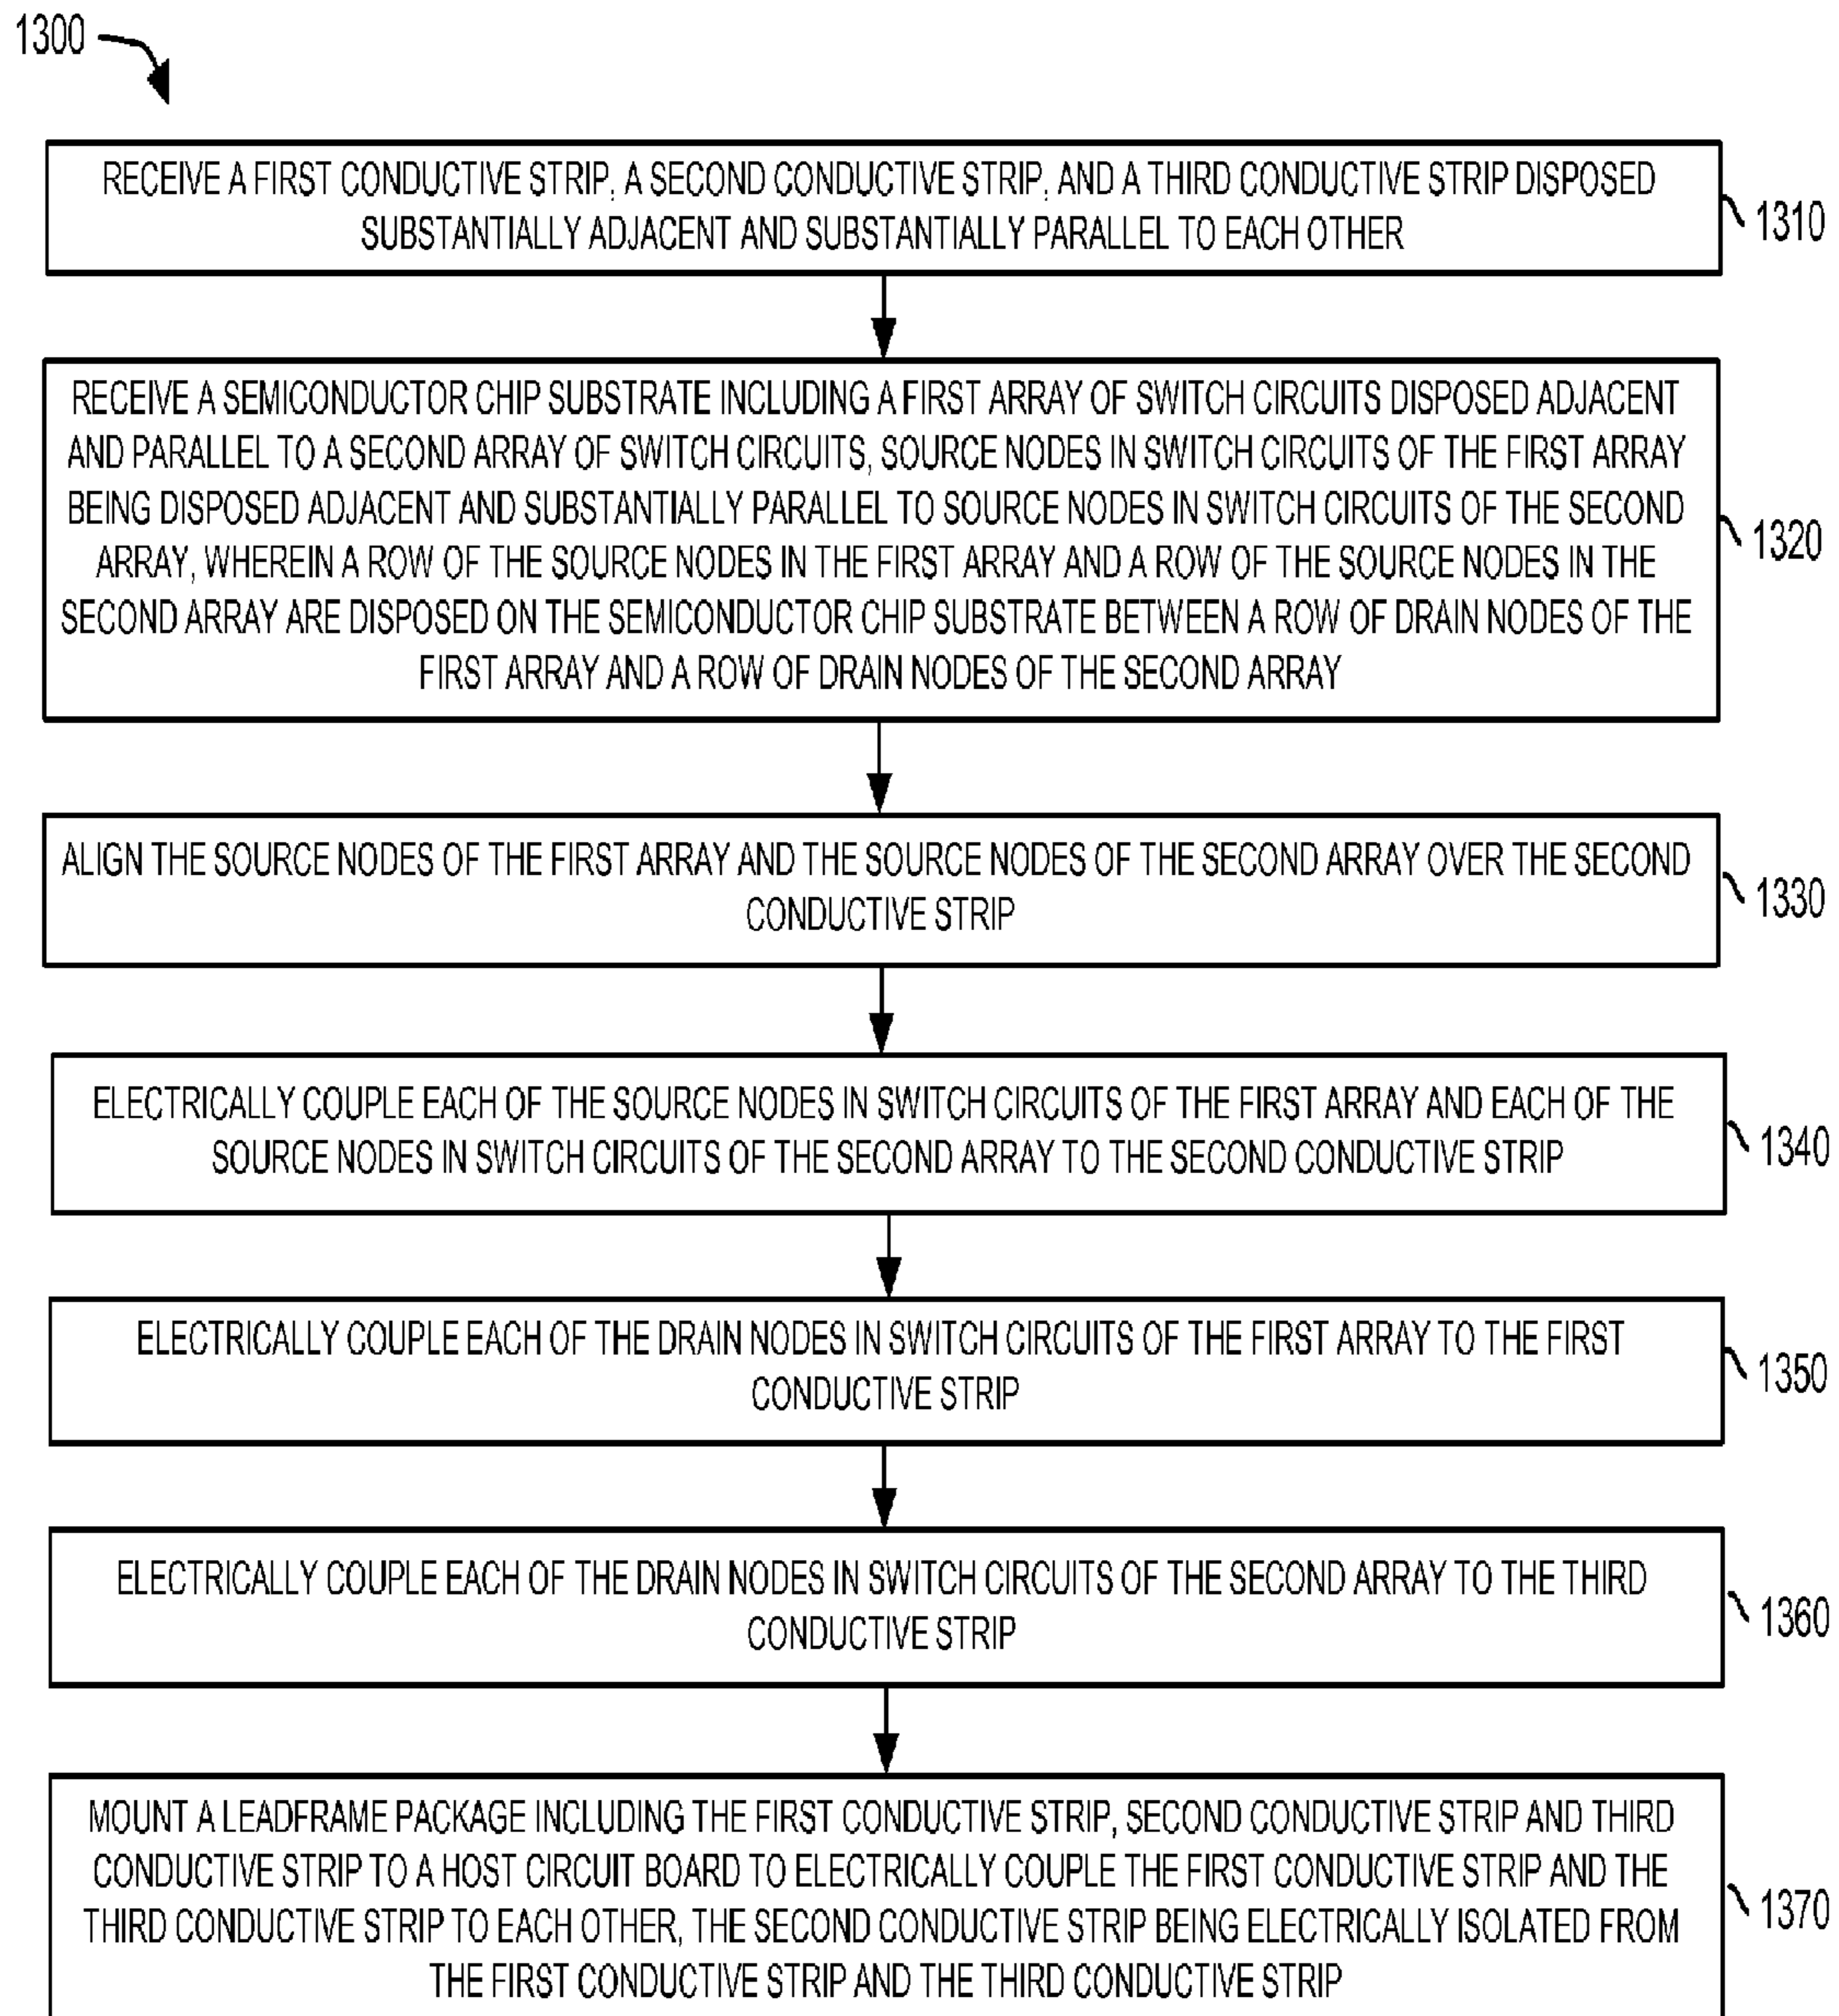 1300
RECEIVE A FIRST CONDUCTIVE STRIP, A SECOND CONDUCTIVE STRIP, AND A THIRD CONDUCTIVE STRIP DISPOSED
SUBSTANTIALLY ADJACENT AND SUBSTANTIALLY PARALLEL TO EACH OTHER
1310
RECEIVE A SEMICONDUCTOR CHIP SUBSTRATE INCLUDING A FIRST ARRAY OF SWITCH CIRCUITS DISPOSED ADJACENT
AND PARALLEL TO A SECOND ARRAY OF SWITCH CIRCUITS, SOURCE NODES IN SWITCH CIRCUITS OF THE FIRST ARRAY
BEING DISPOSED ADJACENT AND SUBSTANTIALLY PARALLEL TO SOURCE NODES IN SWITCH CIRCUITS OF THE SECOND
ARRAY, WHEREIN A ROW OF THE SOURCE NODES IN THE FIRST ARRAY AND A ROW OF THE SOURCE NODES IN THE
SECOND ARRAY ARE DISPOSED ON THE SEMICONDUCTOR CHIP SUBSTRATE BETWEEN A ROW OF DRAIN NODES OF THE
FIRST ARRAY AND A ROW OF DRAIN NODES OF THE SECOND ARRAY
1320
ALIGN THE SOURCE NODES OF THE FIRST ARRAY AND THE SOURCE NODES OF THE SECOND ARRAY OVER THE SECOND
CONDUCTIVE STRIP
1330
ELECTRICALLY COUPLE EACH OF THE SOURCE NODES IN SWITCH CIRCUITS OF THE FIRST ARRAY AND EACH OF THE
SOURCE NODES IN SWITCH CIRCUITS OF THE SECOND ARRAY TO THE SECOND CONDUCTIVE STRIP
1340
ELECTRICALLY COUPLE EACH OF THE DRAIN NODES IN SWITCH CIRCUITS OF THE FIRST ARRAY TO THE FIRST
CONDUCTIVE STRIP
1350
ELECTRICALLY COUPLE EACH OF THE DRAIN NODES IN SWITCH CIRCUITS OF THE SECOND ARRAY TO THE THIRD
CONDUCTIVE STRIP
1360
MOUNT A LEADFRAME PACKAGE INCLUDING THE FIRST CONDUCTIVE STRIP, SECOND CONDUCTIVE STRIP AND THIRD
CONDUCTIVE STRIP TO A HOST CIRCUIT BOARD TO ELECTRICALLY COUPLE THE FIRST CONDUCTIVE STRIP AND THE
THIRD CONDUCTIVE STRIP TO EACH OTHER, THE SECOND CONDUCTIVE STRIP BEING ELECTRICALLY ISOLATED FROM
THE FIRST CONDUCTIVE STRIP AND THE THIRD CONDUCTIVE STRIP
1370